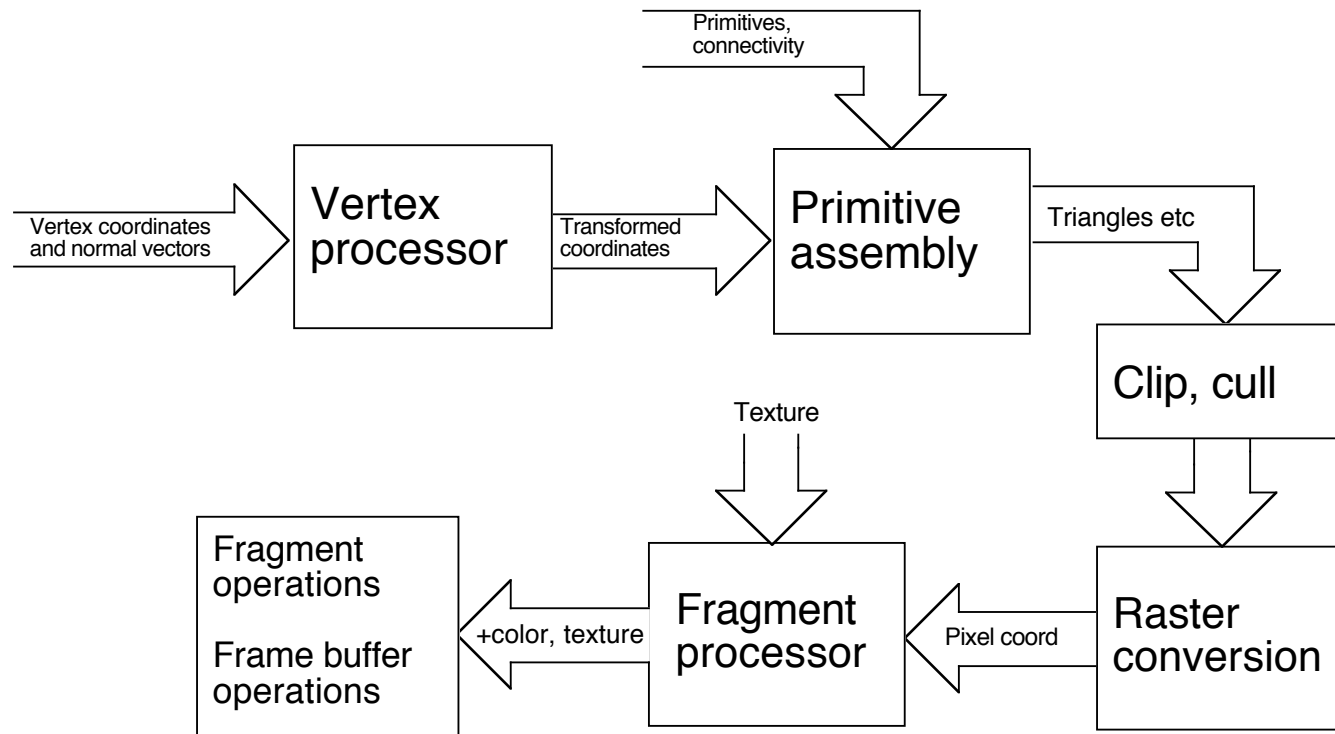 Primitives,
connectivity
Vertex coordinates
and normal vectors
Vertex
processor
Transformed
coordinates
Primitive
assembly
Triangles etc
Clip, cull
Texture
Fragment
operations
Frame buffer
operations
+color, texture
Fragment
processor
Pixel coord
Raster
conversion